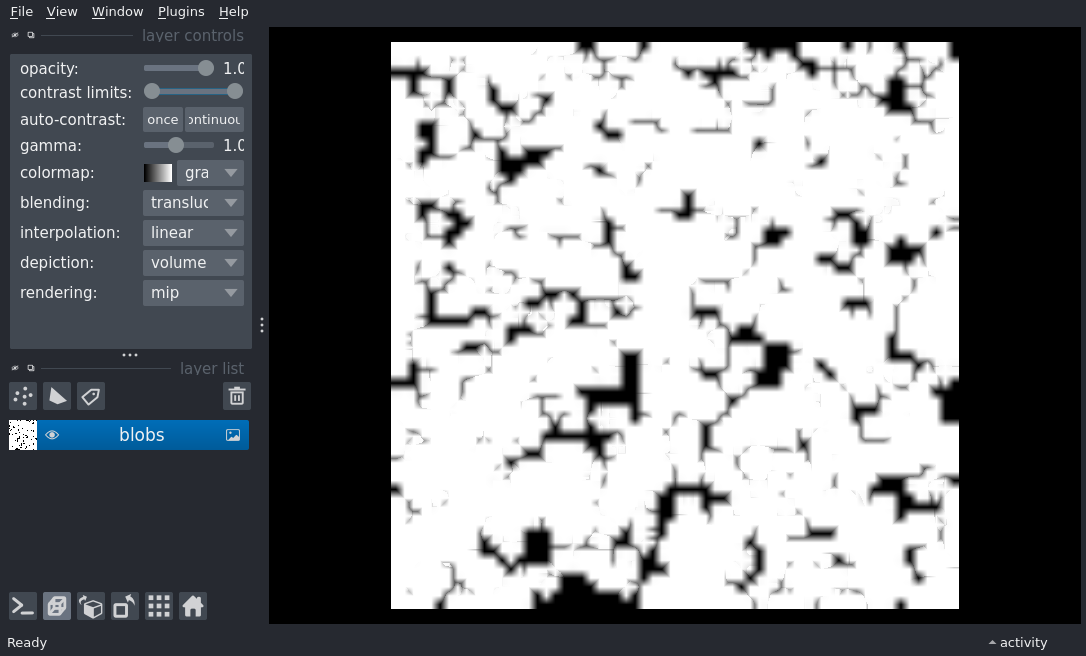 File View Window Plugins Help
layer controls
opacity: 1.0
contrast limits:
auto-contrast: once ontinuou
gamma: 1.0
colormap: gra
blending: transluc
interpolation: linear
depiction: volume
rendering: mip
layer list
blobs
Ready activity